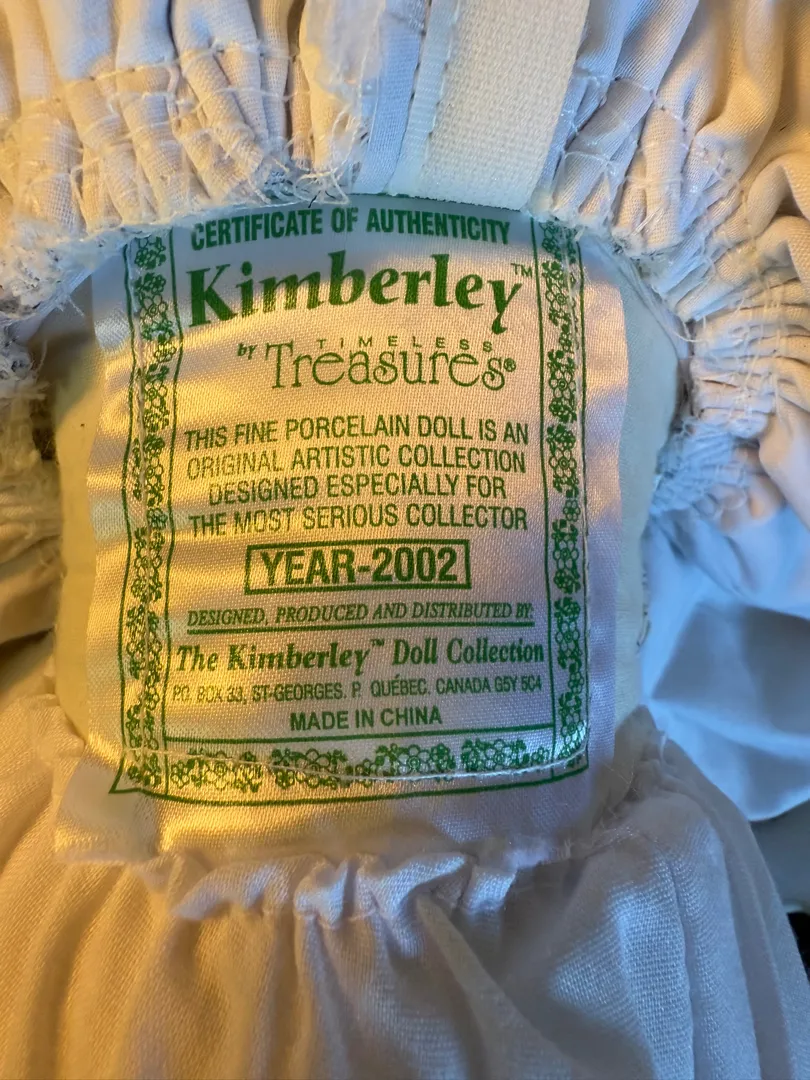 CERTIFICATE OF AUTHENTICITY
Kimberley™
by TIMELESS
Treasures®
THIS FINE PORCELAIN DOLL IS AN
ORIGINAL ARTISTIC COLLECTION
DESIGNED ESPECIALLY FOR
THE MOST SERIOUS COLLECTOR
YEAR-2002
DESIGNED, PRODUCED AND DISTRIBUTED BY:
The Kimberley™ Doll Collection
P.O. BOX 33, ST-GEORGES, P. QUÉBEC, CANADA G5Y 5C4
MADE IN CHINA